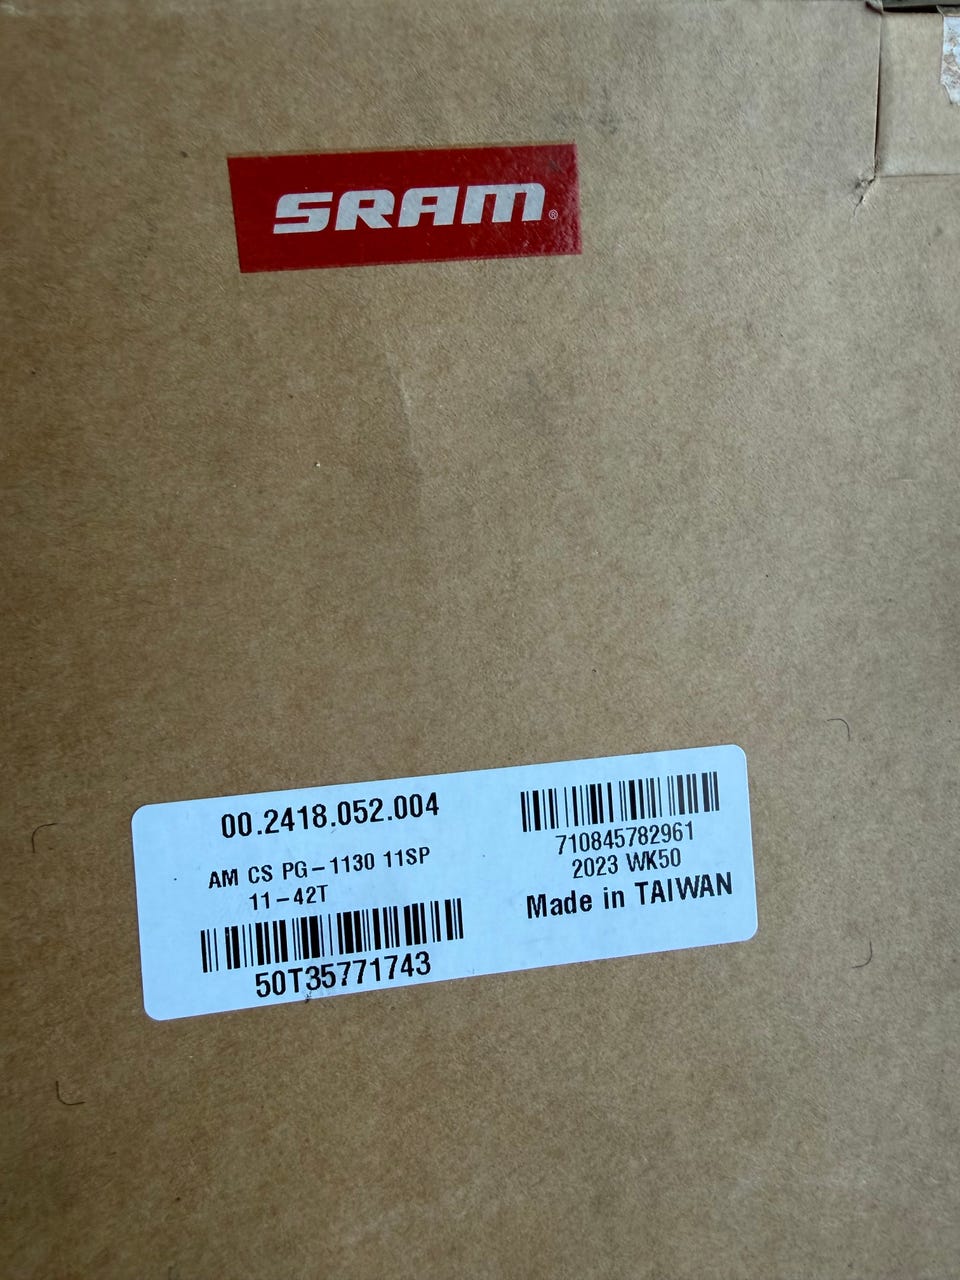 SRAM®
00.2418.052.004
AM CS PG-1130 11SP
11-42T
50T35771743
710845782961
2023 WK50
Made in TAIWAN